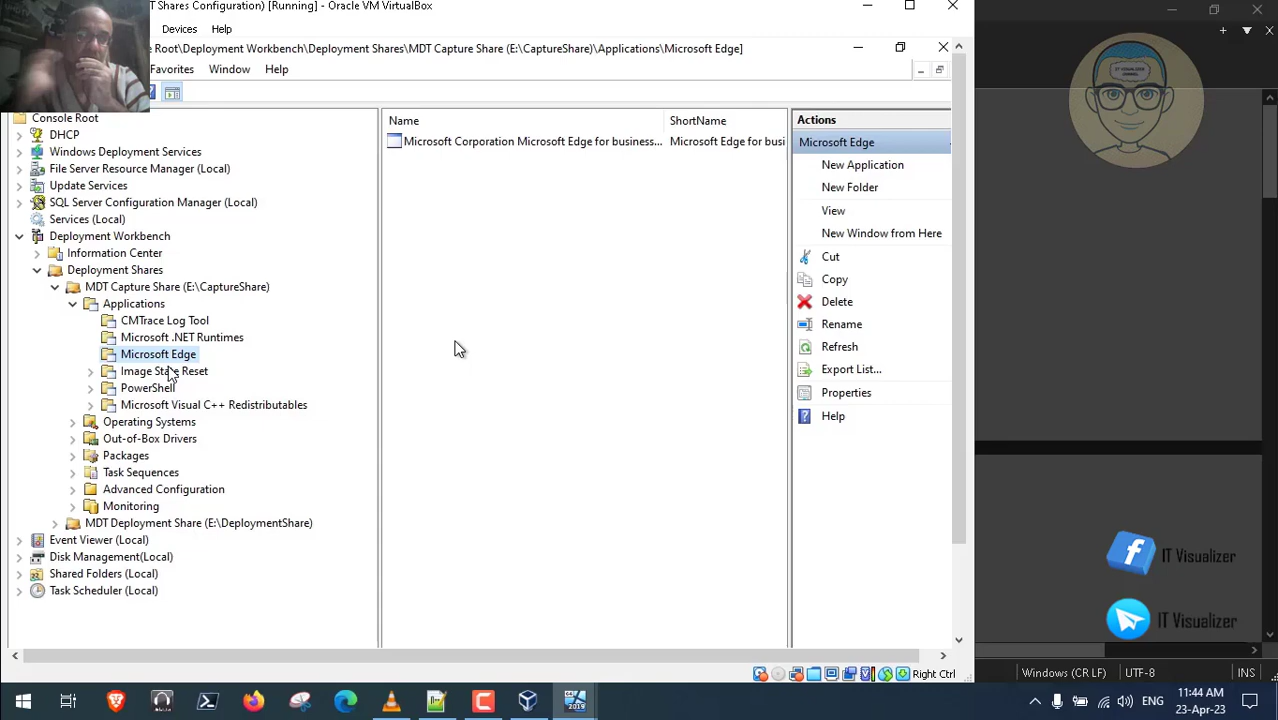 T Shares Configuration) [Running] - Oracle VM VirtualBox
Devices Help
Root\Deployment Workbench\Deployment Shares\MDT Capture Share (E:\CaptureShare)\Applications\Microsoft Edge]
Favorites Window Help
Console Root
DHCP
Windows Deployment Services
File Server Resource Manager (Local)
Update Services
SQL Server Configuration Manager (Local)
Services (Local)
Deployment Workbench
Information Center
Deployment Shares
MDT Capture Share (E:\CaptureShare)
Applications
CMTrace Log Tool
Microsoft .NET Runtimes
Microsoft Edge
Image State Reset
PowerShell
Microsoft Visual C++ Redistributables
Operating Systems
Out-of-Box Drivers
Packages
Task Sequences
Advanced Configuration
Monitoring
MDT Deployment Share (E:\DeploymentShare)
Event Viewer (Local)
Disk Management(Local)
Shared Folders (Local)
Task Scheduler (Local)
Name ShortName
Microsoft Corporation Microsoft Edge for business... Microsoft Edge for busi
Actions
Microsoft Edge
New Application
New Folder
View
New Window from Here
Cut
Copy
Delete
Rename
Refresh
Export List...
Properties
Help
Right Ctrl
IT VISUALIZER
CHANNEL
IT Visualizer
IT Visualizer
Windows (CR LF) UTF-8 INS
2019
ENG
11:44 AM
23-Apr-23